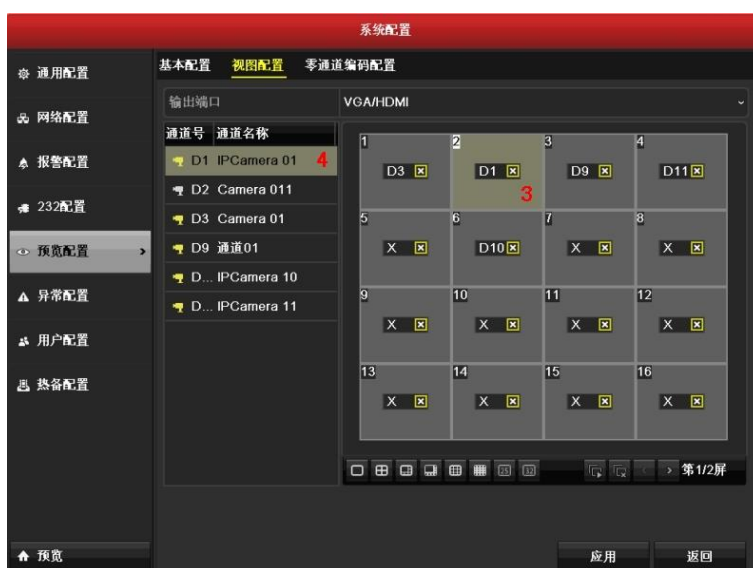 系统配置
通用配置
网络配置
报警配置
232配置
预览配置
异常配置
用户配置
热备配置
预览
基本配置 视图配置 零通道编码配置
输出端口 VGA/HDMI
通道号 通道名称
D1 IPCamera 01 4
D2 Camera 011
D3 Camera 01
D9 通道01
D... IPCamera 10
D... IPCamera 11
1 2 3 4
D3 D1 D9 D11
3
5 6 7 8
X D10 X X
9 10 11 12
X X X X
13 14 15 16
X X X X
25 32 第1/2屏
应用 返回